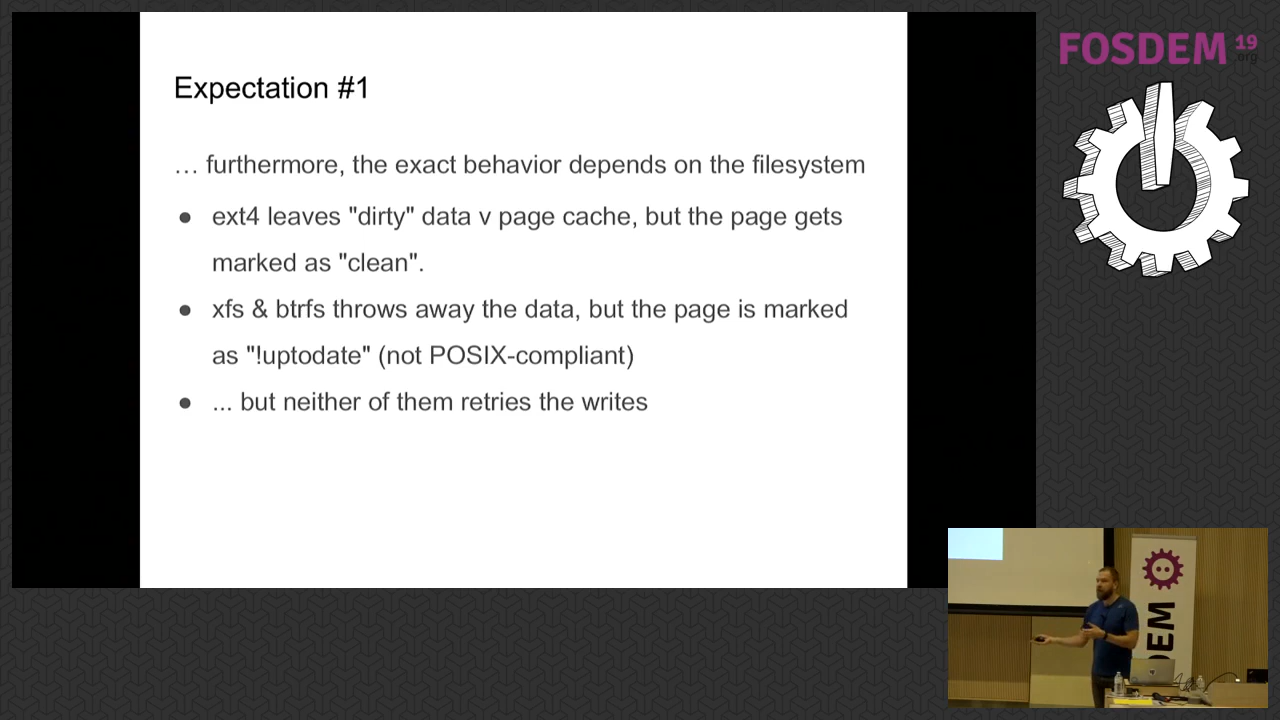 FOSDEM 19
.org
Expectation #1
… furthermore, the exact behavior depends on the filesystem
● ext4 leaves "dirty" data v page cache, but the page gets
marked as "clean".
● xfs & btrfs throws away the data, but the page is marked
as "!uptodate" (not POSIX-compliant)
● ... but neither of them retries the writes
DEM